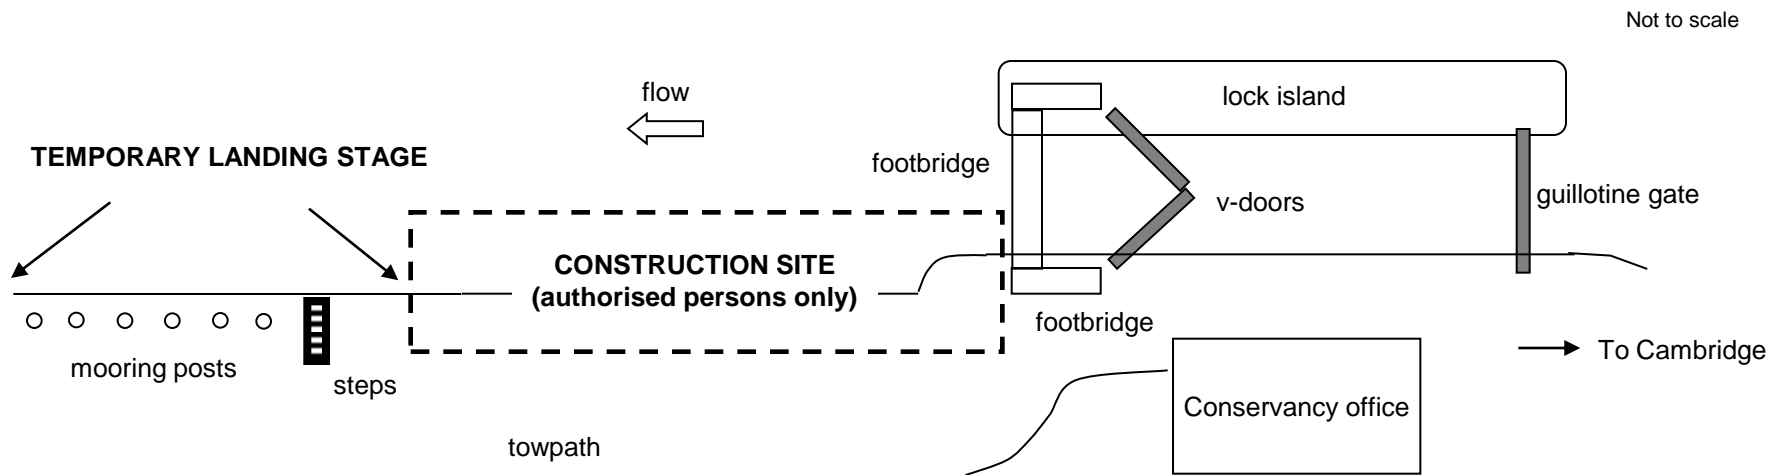 Not to scale
flow
lock island
TEMPORARY LANDING STAGE
footbridge
v-doors
guillotine gate
CONSTRUCTION SITE
(authorised persons only)
footbridge
mooring posts
steps
To Cambridge
Conservancy office
towpath